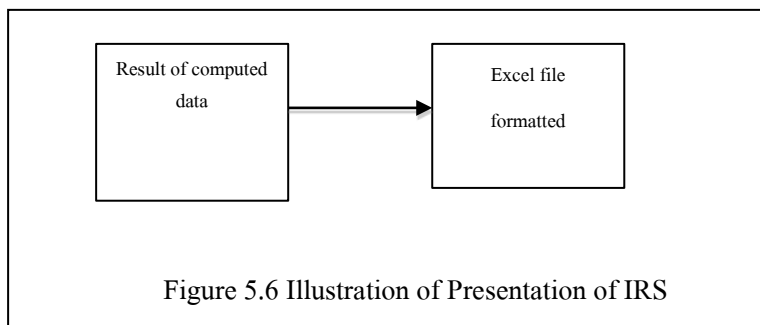 Result of computed
data
Excel file
formatted
Figure 5.6 Illustration of Presentation of IRS